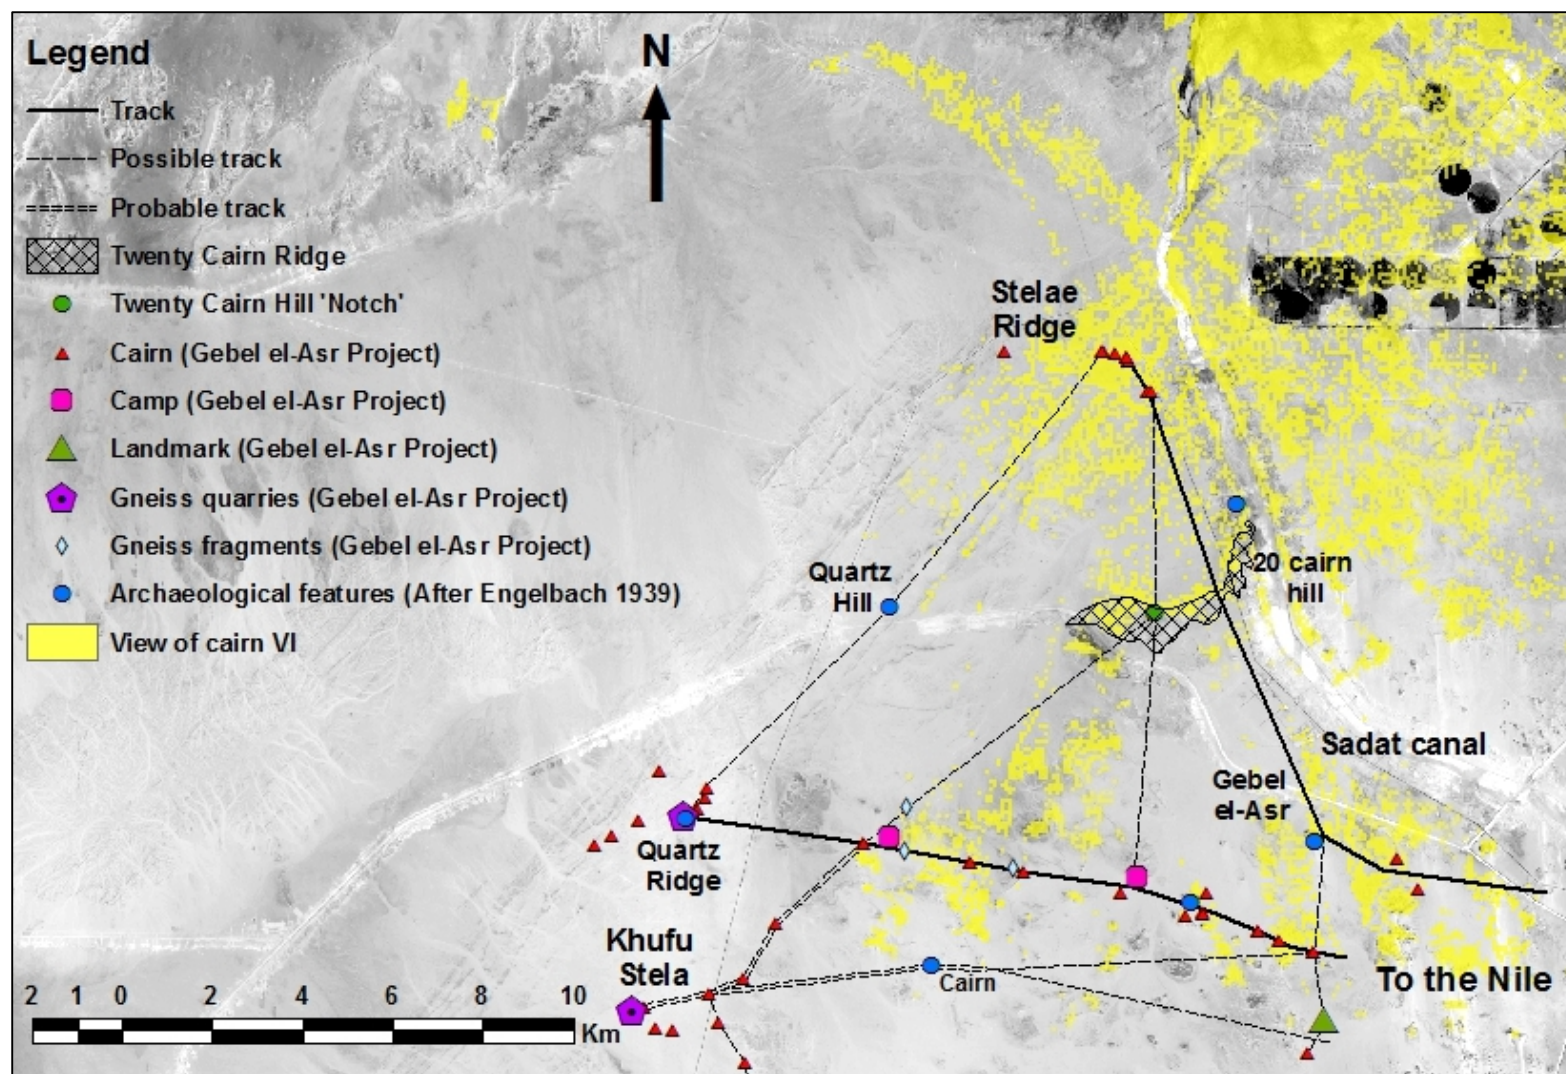 Legend
Track
Possible track
Probable track
Twenty Cairn Ridge
Twenty Cairn Hill 'Notch'
Cairn (Gebel el-Asr Project)
Camp (Gebel el-Asr Project)
Landmark (Gebel el-Asr Project)
Gneiss quarries (Gebel el-Asr Project)
Gneiss fragments (Gebel el-Asr Project)
Archaeological features (After Engelbach 1939)
View of cairn VI
N
Stelae
Ridge
Quartz
Hill
20 cairn
hill
Sadat canal
Gebel
el-Asr
Quartz
Ridge
Khufu
Stela
Cairn
To the Nile
2 1 0 2 4 6 8 10
Km